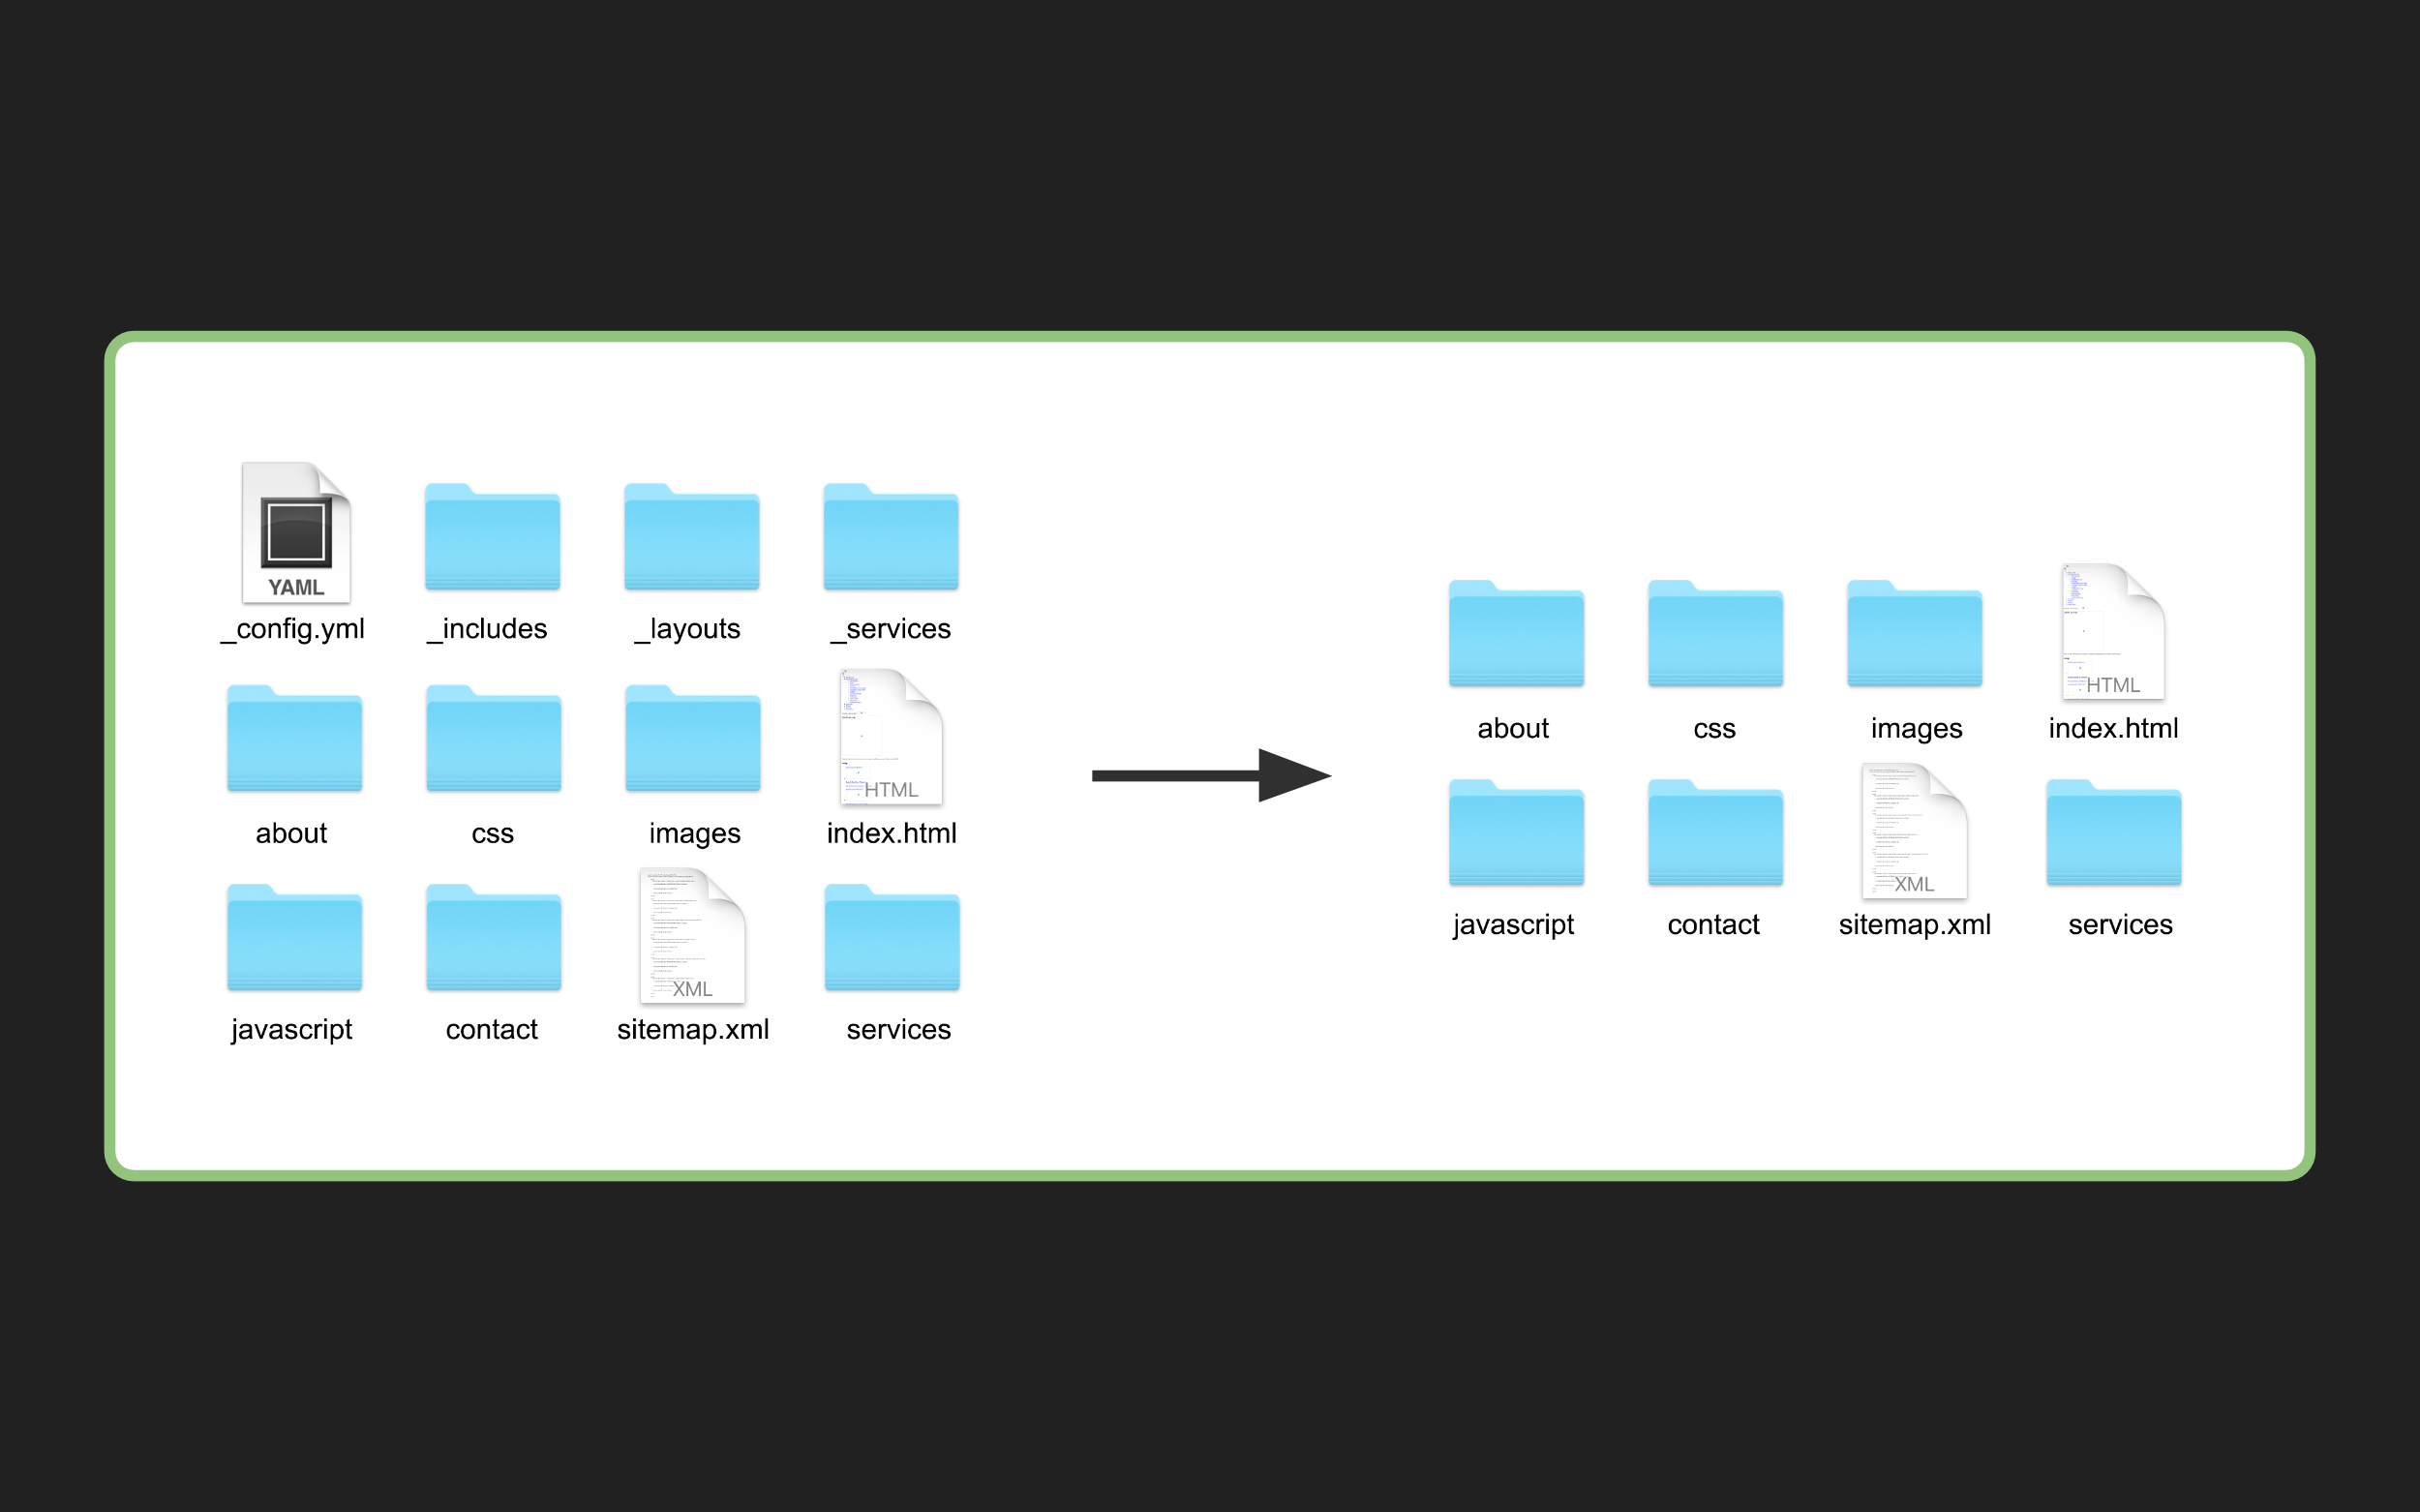 YAML
_config.yml _includes _layouts _services
HTML
about css images index.html
XML
javascript contact sitemap.xml services
HTML
about css images index.html
XML
javascript contact sitemap.xml services